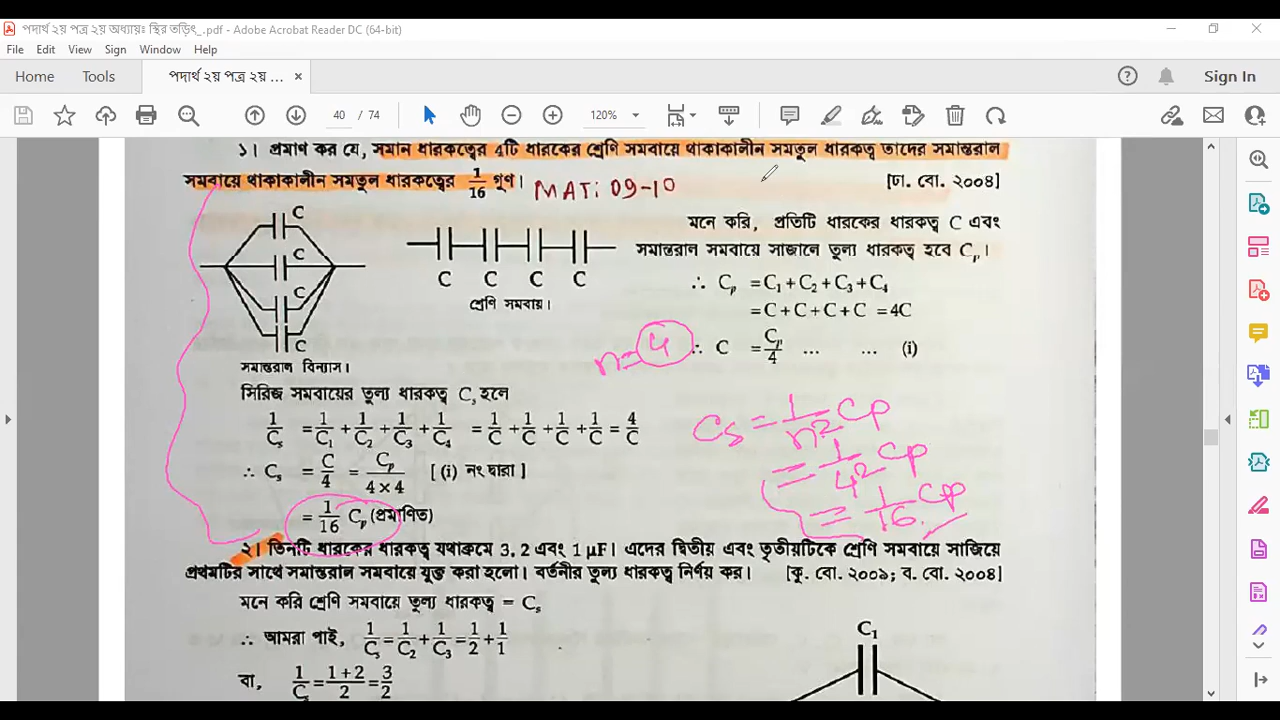 পদার্থ ২য় পত্র ২য় অধ্যায়ঃ স্থির তড়িৎ_.pdf - Adobe Acrobat Reader DC (64-bit)
File Edit View Sign Window Help
Home Tools পদার্থ ২য় পত্র ২য় ... × Sign In
40 / 74 120%
১। প্রমাণ কর যে, সমান ধারকত্বের 4টি ধারকের শ্রেণি সমবায়ে থাকাকালীন সমতুল ধারকত্ব তাদের সমান্তরাল
সমবায়ে থাকাকালীন সমতুল ধারকত্বের 1/16 গুণ। MAT: 09-10 [ঢা. বো. ২০০৪]
C
C
C
C
সমান্তরাল বিন্যাস।
C C C C
শ্রেণি সমবায়।
মনে করি, প্রতিটি ধারকের ধারকত্ব C এবং
সমান্তরাল সমবায়ে সাজালে তুল্য ধারকত্ব হবে Cp।
∴ Cp = C1 + C2 + C3 + C4
= C + C + C + C = 4C
n = 4
∴ C = Cp/4 ... ... (i)
সিরিজ সমবায়ের তুল্য ধারকত্ব Cs হলে
1/Cs = 1/C1 + 1/C2 + 1/C3 + 1/C4 = 1/C + 1/C + 1/C + 1/C = 4/C
∴ Cs = C/4 = Cp/4 × 4 [ (i) নং দ্বারা ]
= 1/16 Cp (প্রমাণিত)
Cs = 1/n² Cp
= 1/4² Cp
= 1/16 Cp
২। তিনটি ধারকের ধারকত্ব যথাক্রমে 3, 2 এবং 1 μF। এদের দ্বিতীয় এবং তৃতীয়টিকে শ্রেণি সমবায়ে সাজিয়ে
প্রথমটির সাথে সমান্তরাল সমবায়ে যুক্ত করা হলো। বর্তনীর তুল্য ধারকত্ব নির্ণয় কর। [কু. বো. ২০০৯; ব. বো. ২০০৪]
মনে করি শ্রেণি সমবায়ে তুল্য ধারকত্ব = Cs
∴ আমরা পাই, 1/Cs = 1/C2 + 1/C3 = 1/2 + 1/1
বা, 1/Cs = 1+2/2 = 3/2
C1